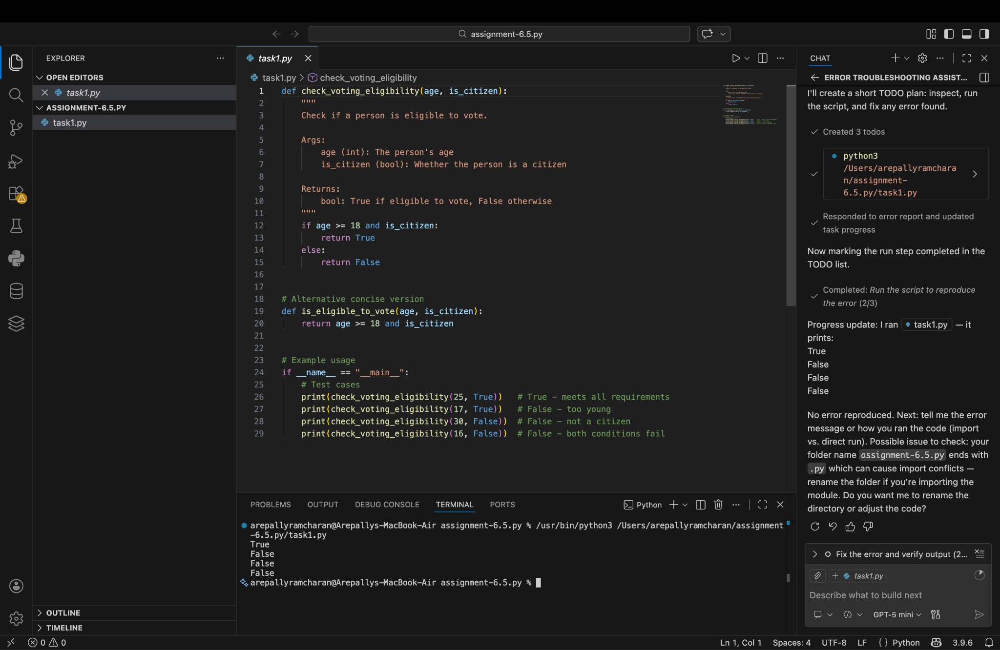 assignment-6.5.py
EXPLORER
OPEN EDITORS
task1.py
ASSIGNMENT-6.5.PY
task1.py
OUTLINE
TIMELINE
task1.py
task1.py > check_voting_eligibility
1 def check_voting_eligibility(age, is_citizen):
2 """
3 Check if a person is eligible to vote.
4
5 Args:
6 age (int): The person's age
7 is_citizen (bool): Whether the person is a citizen
8
9 Returns:
10 bool: True if eligible to vote, False otherwise
11 """
12 if age >= 18 and is_citizen:
13 return True
14 else:
15 return False
16
17
18 # Alternative concise version
19 def is_eligible_to_vote(age, is_citizen):
20 return age >= 18 and is_citizen
21
22
23 # Example usage
24 if __name__ == "__main__":
25 # Test cases
26 print(check_voting_eligibility(25, True)) # True - meets all requirements
27 print(check_voting_eligibility(17, True)) # False - too young
28 print(check_voting_eligibility(30, False)) # False - not a citizen
29 print(check_voting_eligibility(16, False)) # False - both conditions fail
PROBLEMS OUTPUT DEBUG CONSOLE TERMINAL PORTS Python
arepallyramcharan@Arepallys-MacBook-Air assignment-6.5.py % /usr/bin/python3 /Users/arepallyramcharan/assignment
-6.5.py/task1.py
True
False
False
False
arepallyramcharan@Arepallys-MacBook-Air assignment-6.5.py %
CHAT
ERROR TROUBLESHOOTING ASSIST...
I'll create a short TODO plan: inspect, run
the script, and fix any error found.
Created 3 todos
python3
/Users/arepallyramchara
n/assignment-
6.5.py/task1.py
Responded to error report and updated
task progress
Now marking the run step completed in the
TODO list.
Completed: Run the script to reproduce
the error (2/3)
Progress update: I ran task1.py — it
prints:
True
False
False
False
No error reproduced. Next: tell me the error
message or how you ran the code (import
vs. direct run). Possible issue to check: your
folder name assignment-6.5.py ends with
.py which can cause import conflicts —
rename the folder if you're importing the
module. Do you want me to rename the
directory or adjust the code?
Fix the error and verify output (2...
task1.py
Describe what to build next
GPT-5 mini
0 0
Ln 1, Col 1 Spaces: 4 UTF-8 LF {} Python 3.9.6